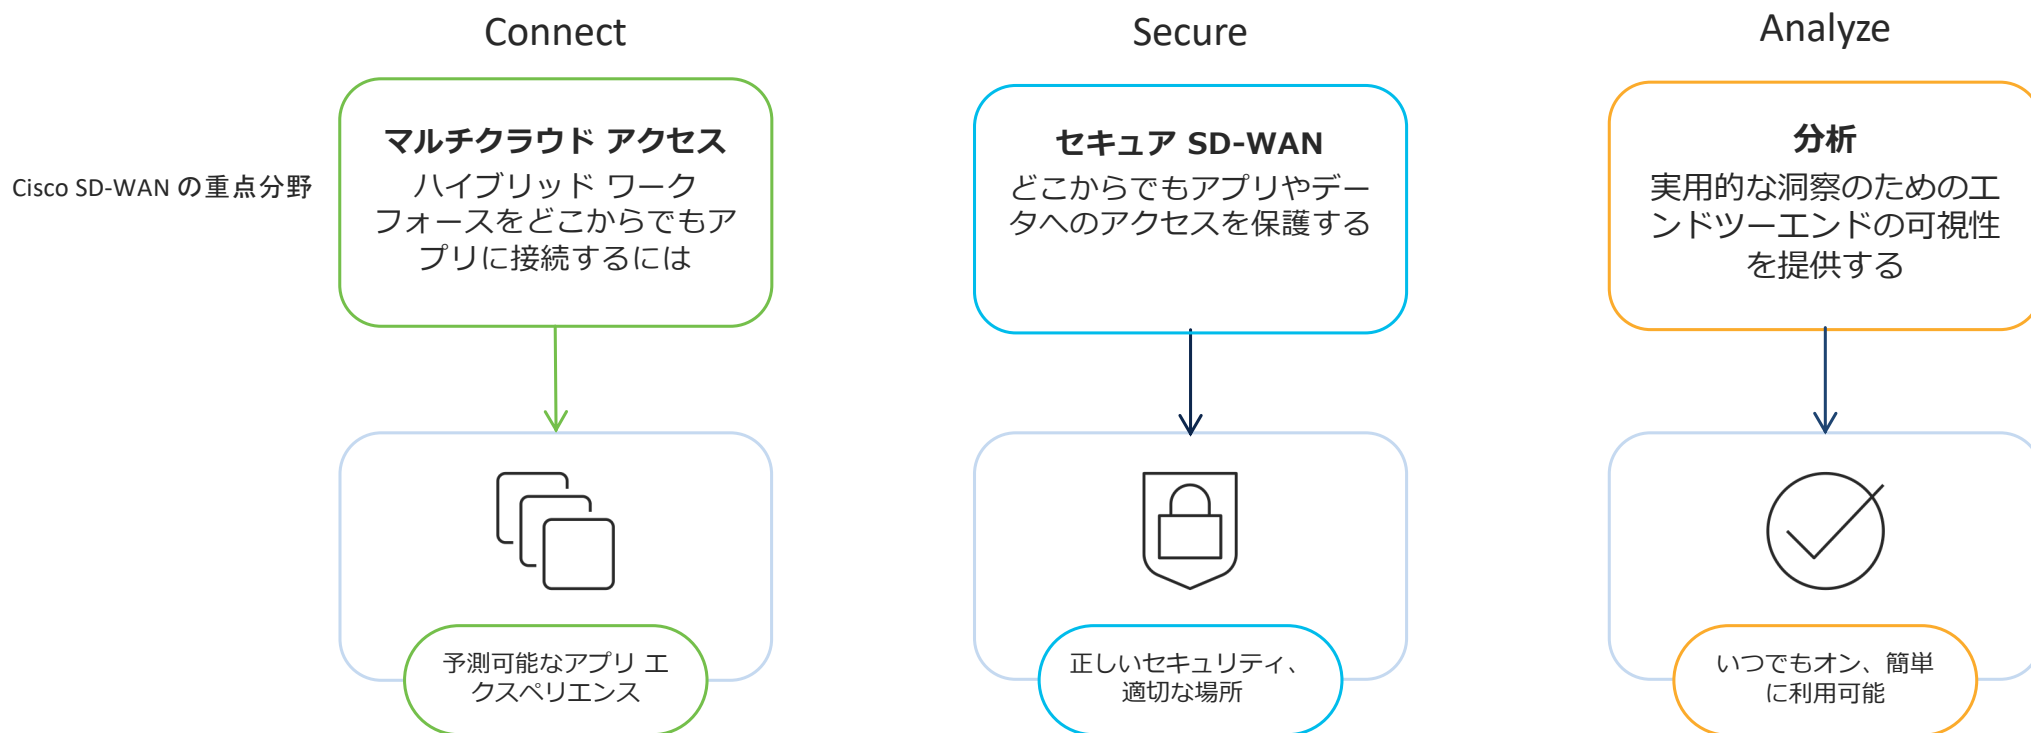 Connect
Secure
Analyze
Cisco SD-WAN の重点分野
マルチクラウド アクセス
ハイブリッド ワーク
フォースをどこからでもア
プリに接続するには
セキュア SD-WAN
どこからでもアプリやデー
タへのアクセスを保護する
分析
実用的な洞察のためのエ
ンドツーエンドの可視性
を提供する
予測可能なアプリ エ
クスペリエンス
正しいセキュリティ、
適切な場所
いつでもオン、簡単
に利用可能